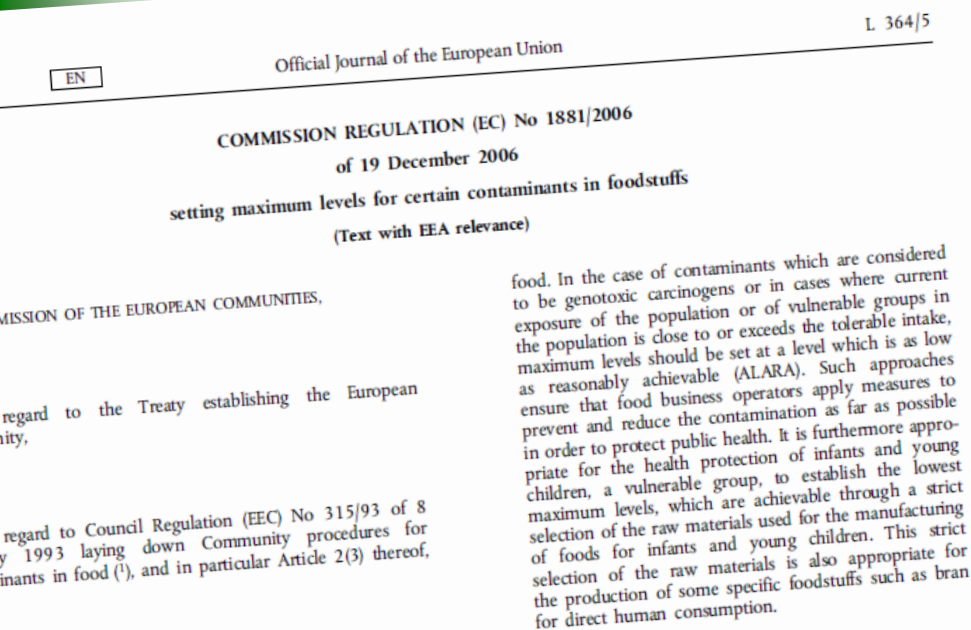 L 364/5
EN
Official Journal of the European Union
COMMISSION REGULATION (EC) No 1881/2006
of 19 December 2006
setting maximum levels for certain contaminants in foodstuffs
(Text with EEA relevance)
MISSION OF THE EUROPEAN COMMUNITIES,
regard to the Treaty establishing the European
nity,
regard to Council Regulation (EEC) No 315/93 of 8
y 1993 laying down Community procedures for
inants in food (¹), and in particular Article 2(3) thereof,
food. In the case of contaminants which are considered
to be genotoxic carcinogens or in cases where current
exposure of the population or of vulnerable groups in
the population is close to or exceeds the tolerable intake,
maximum levels should be set at a level which is as low
as reasonably achievable (ALARA). Such approaches
ensure that food business operators apply measures to
prevent and reduce the contamination as far as possible
in order to protect public health. It is furthermore appro-
priate for the health protection of infants and young
children, a vulnerable group, to establish the lowest
maximum levels, which are achievable through a strict
selection of the raw materials used for the manufacturing
of foods for infants and young children. This strict
selection of the raw materials is also appropriate for
the production of some specific foodstuffs such as bran
for direct human consumption.